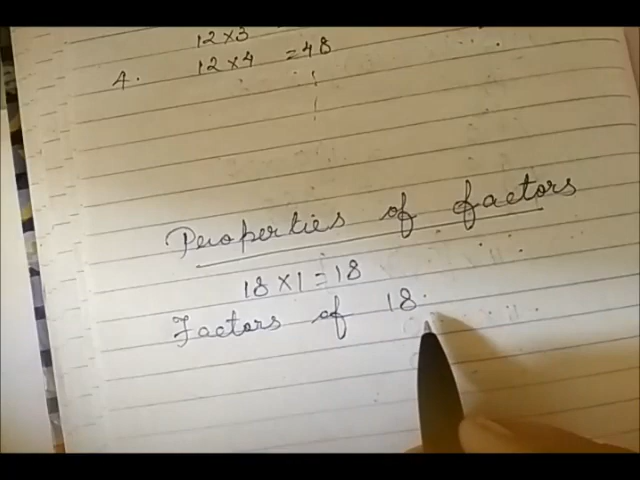 12×3
4. 12×4 = 48
Properties of factors
18×1=18
Factors of 18.